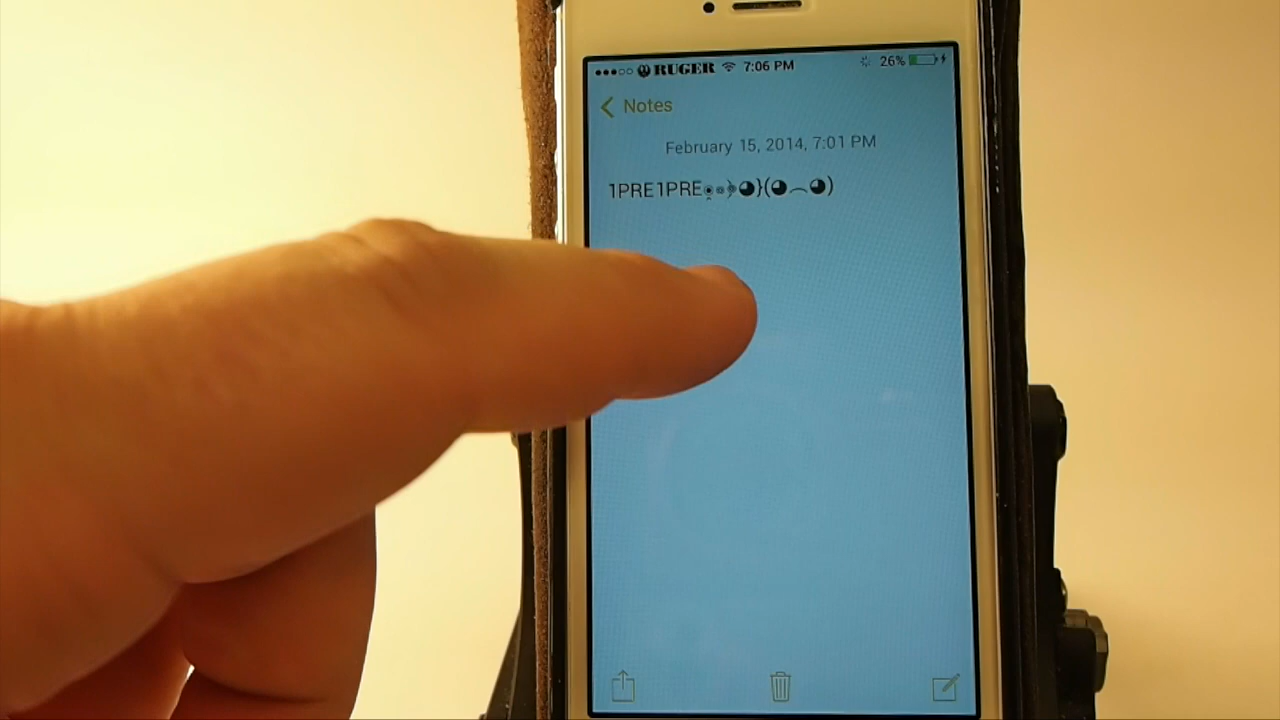 RUGER 7:06 PM 26%
Notes
February 15, 2014, 7:01 PM
1PRE1PRE◕}(◕︵◕)